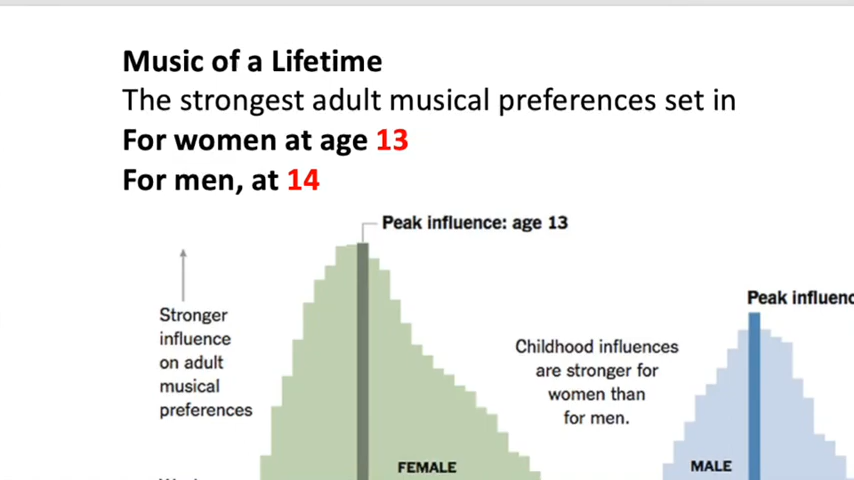 Music of a Lifetime
The strongest adult musical preferences set in
For women at age 13
For men, at 14
Peak influence: age 13
Stronger
influence
on adult
musical
preferences
Childhood influences
are stronger for
women than
for men.
Peak influenc
FEMALE
MALE